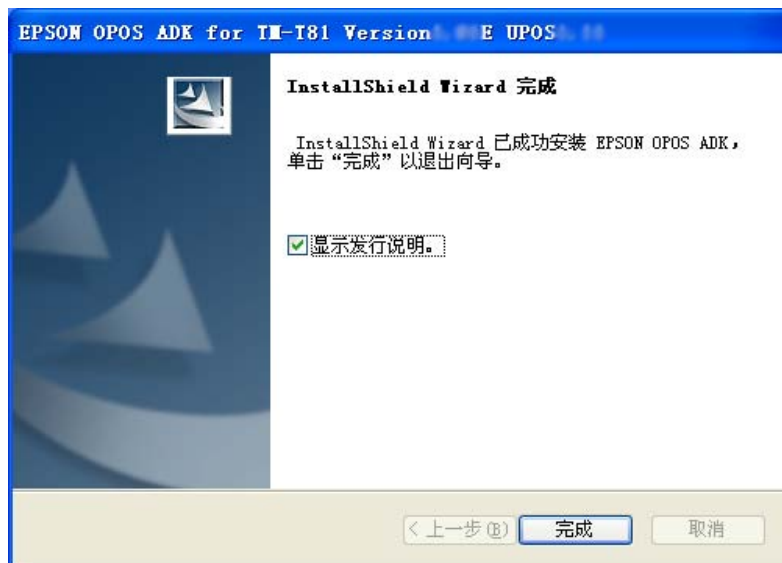 EPSON OPOS ADK for TM-T81 Version E UPOS
InstallShield Wizard 完成
InstallShield Wizard 已成功安装 EPSON OPOS ADK，
单击“完成”以退出向导。
显示发行说明。
< 上一步(B)
完成
取消